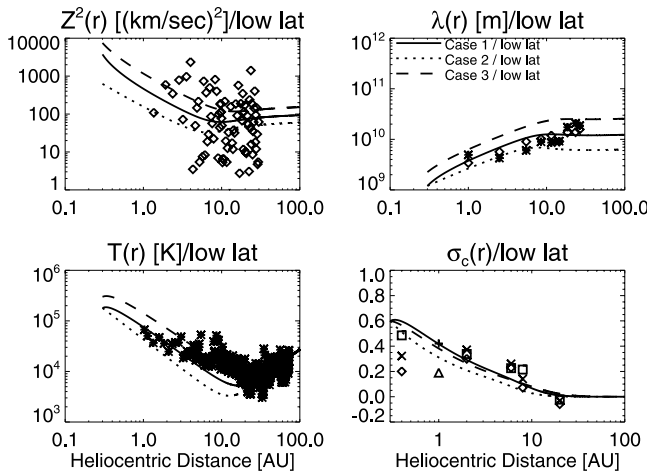 Z²(r) [(km/sec)²]/low lat
10000
1000
100
10
1
0.1 1.0 10.0 100.0
λ(r) [m]/low lat
10¹²
10¹¹
10¹⁰
10⁹
Case 1 / low lat
Case 2 / low lat
Case 3 / low lat
0.1 1.0 10.0 100.0
T(r) [K]/low lat
10⁶
10⁵
10⁴
10³
0.1 1.0 10.0 100.0
Heliocentric Distance [AU]
σc(r)/low lat
1.0
0.8
0.6
0.4
0.2
0.0
-0.2
1 10 100
Heliocentric Distance [AU]